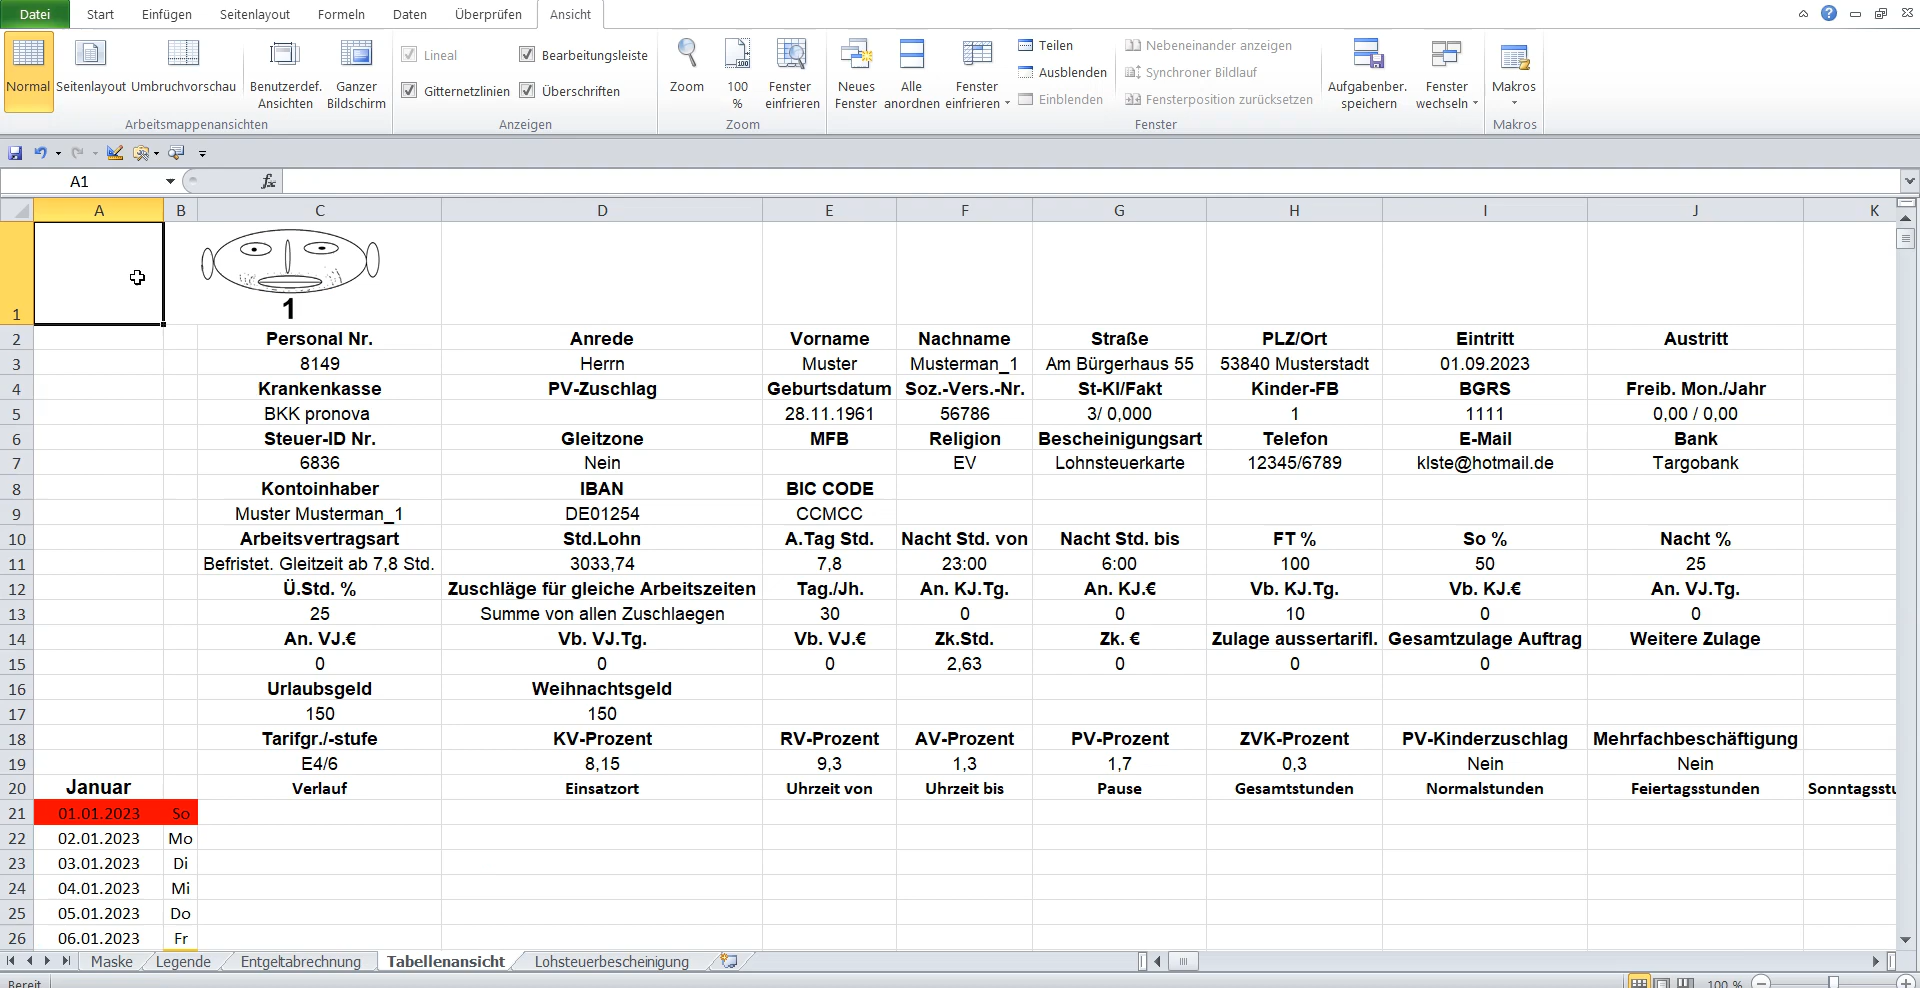 Datei Start Einfügen Seitenlayout Formeln Daten Überprüfen Ansicht
Normal Seitenlayout Umbruchvorschau Benutzerdef. Ansichten Ganzer Bildschirm
Arbeitsmappenansichten
Lineal Bearbeitungsleiste
Gitternetzlinien Überschriften
Anzeigen
Zoom 100 % Fenster einfrieren
Zoom
Neues Fenster Alle anordnen Fenster einfrieren
Teilen Nebeneinander anzeigen
Ausblenden Synchroner Bildlauf
Einblenden Fensterposition zurücksetzen
Aufgabenber. speichern Fenster wechseln
Fenster
Makros
Makros
A1 fx
A B C D E F G H I J K
1 1
2 Personal Nr. Anrede Vorname Nachname Straße PLZ/Ort Eintritt Austritt
3 8149 Herrn Muster Musterman_1 Am Bürgerhaus 55 53840 Musterstadt 01.09.2023
4 Krankenkasse PV-Zuschlag Geburtsdatum Soz.-Vers.-Nr. St-Kl/Fakt Kinder-FB BGRS Freib. Mon./Jahr
5 BKK pronova 28.11.1961 56786 3/ 0,000 1 1111 0,00 / 0,00
6 Steuer-ID Nr. Gleitzone MFB Religion Bescheinigungsart Telefon E-Mail Bank
7 6836 Nein EV Lohnsteuerkarte 12345/6789 klste@hotmail.de Targobank
8 Kontoinhaber IBAN BIC CODE
9 Muster Musterman_1 DE01254 CCMCC
10 Arbeitsvertragsart Std.Lohn A.Tag Std. Nacht Std. von Nacht Std. bis FT % So % Nacht %
11 Befristet. Gleitzeit ab 7,8 Std. 3033,74 7,8 23:00 6:00 100 50 25
12 Ü.Std. % Zuschläge für gleiche Arbeitszeiten Tag./Jh. An. KJ.Tg. An. KJ.€ Vb. KJ.Tg. Vb. KJ.€ An. VJ.Tg.
13 25 Summe von allen Zuschlaegen 30 0 0 10 0 0
14 An. VJ.€ Vb. VJ.Tg. Vb. VJ.€ Zk.Std. Zk. € Zulage aussertarifl. Gesamtzulage Auftrag Weitere Zulage
15 0 0 0 2,63 0 0 0
16 Urlaubsgeld Weihnachtsgeld
17 150 150
18 Tarifgr./-stufe KV-Prozent RV-Prozent AV-Prozent PV-Prozent ZVK-Prozent PV-Kinderzuschlag Mehrfachbeschäftigung
19 E4/6 8,15 9,3 1,3 1,7 0,3 Nein Nein
20 Januar Verlauf Einsatzort Uhrzeit von Uhrzeit bis Pause Gesamtstunden Normalstunden Feiertagsstunden Sonntagsstu
21 01.01.2023 So
22 02.01.2023 Mo
23 03.01.2023 Di
24 04.01.2023 Mi
25 05.01.2023 Do
26 06.01.2023 Fr
Maske Legende Entgeltabrechnung Tabellenansicht Lohsteuerbescheinigung
Bereit 100 %